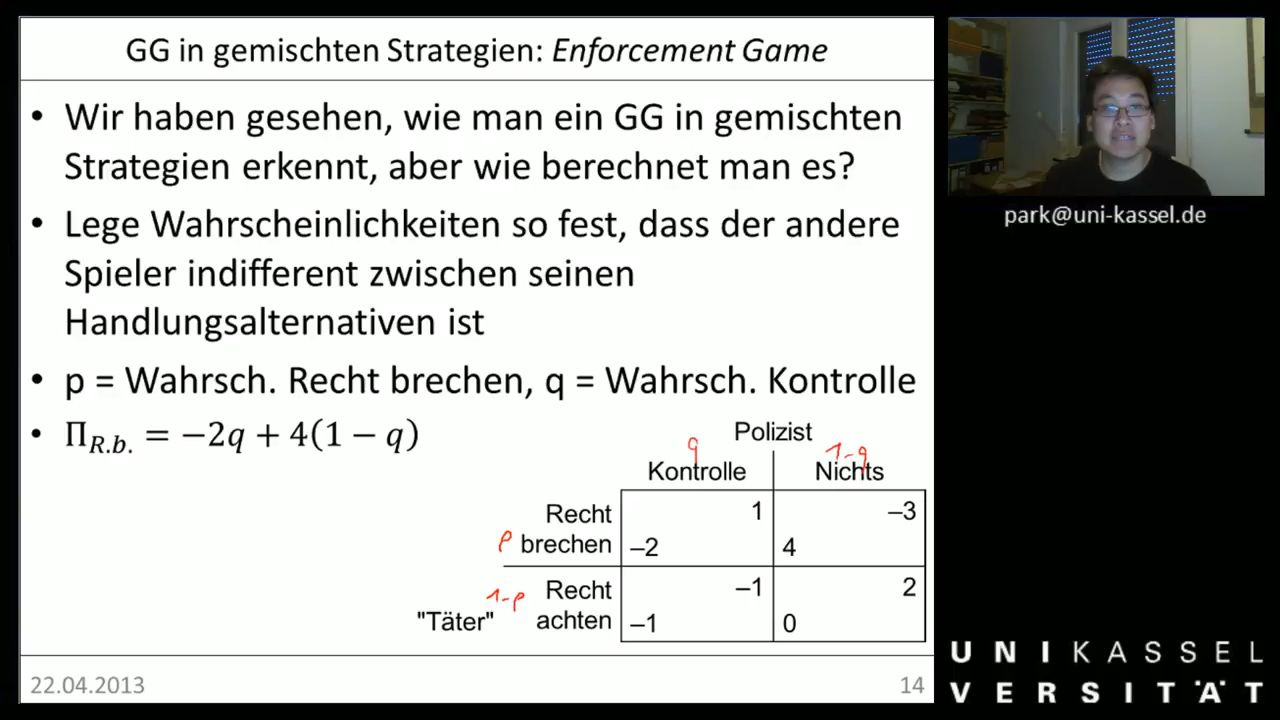 GG in gemischten Strategien: Enforcement Game
• Wir haben gesehen, wie man ein GG in gemischten
Strategien erkennt, aber wie berechnet man es?
• Lege Wahrscheinlichkeiten so fest, dass der andere
Spieler indifferent zwischen seinen
Handlungsalternativen ist
• p = Wahrsch. Recht brechen, q = Wahrsch. Kontrolle
• Π_{R.b.} = −2q + 4(1 − q)
Polizist
q 1-q
Kontrolle Nichts
Recht 1 –3
p brechen –2 4
1-p Recht –1 2
"Täter" achten –1 0
22.04.2013 14
park@uni-kassel.de
UNIKASSEL
VERSITÄT